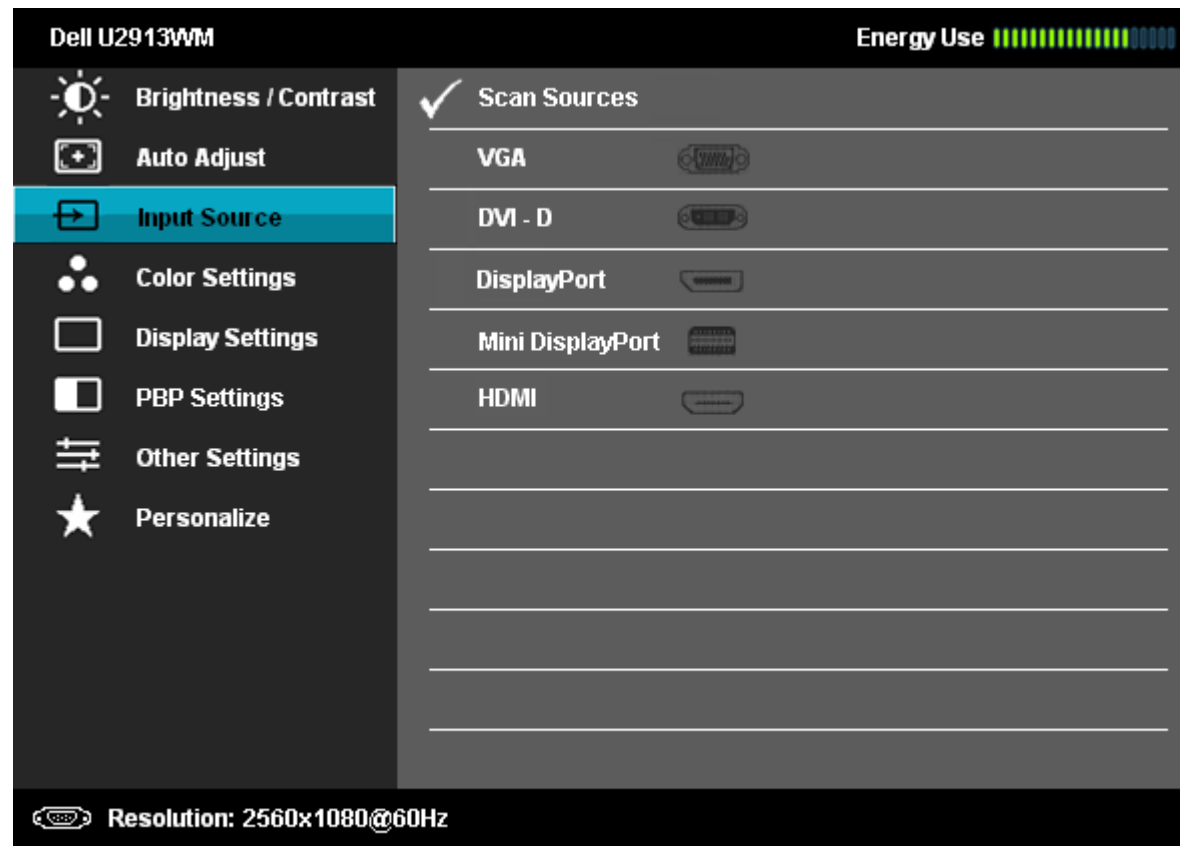 Dell U2913WM Energy Use
Brightness / Contrast
Auto Adjust
Input Source
Color Settings
Display Settings
PBP Settings
Other Settings
Personalize
Scan Sources
VGA
DVI - D
DisplayPort
Mini DisplayPort
HDMI
Resolution: 2560x1080@60Hz